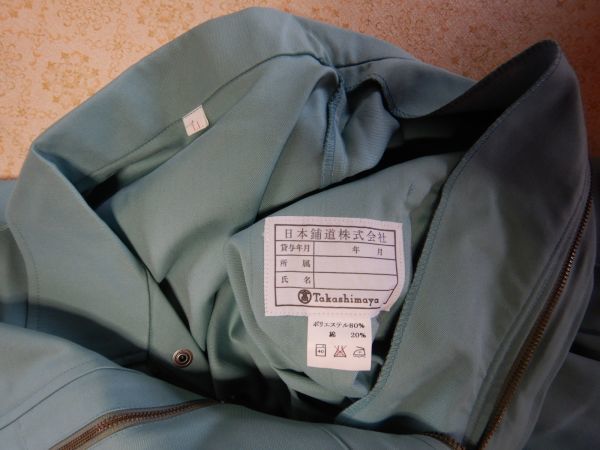 日本鋪道株式会社
貸与年月 年 月
所属
氏名
Takashimaya
ポリエステル80%
綿 20%
40